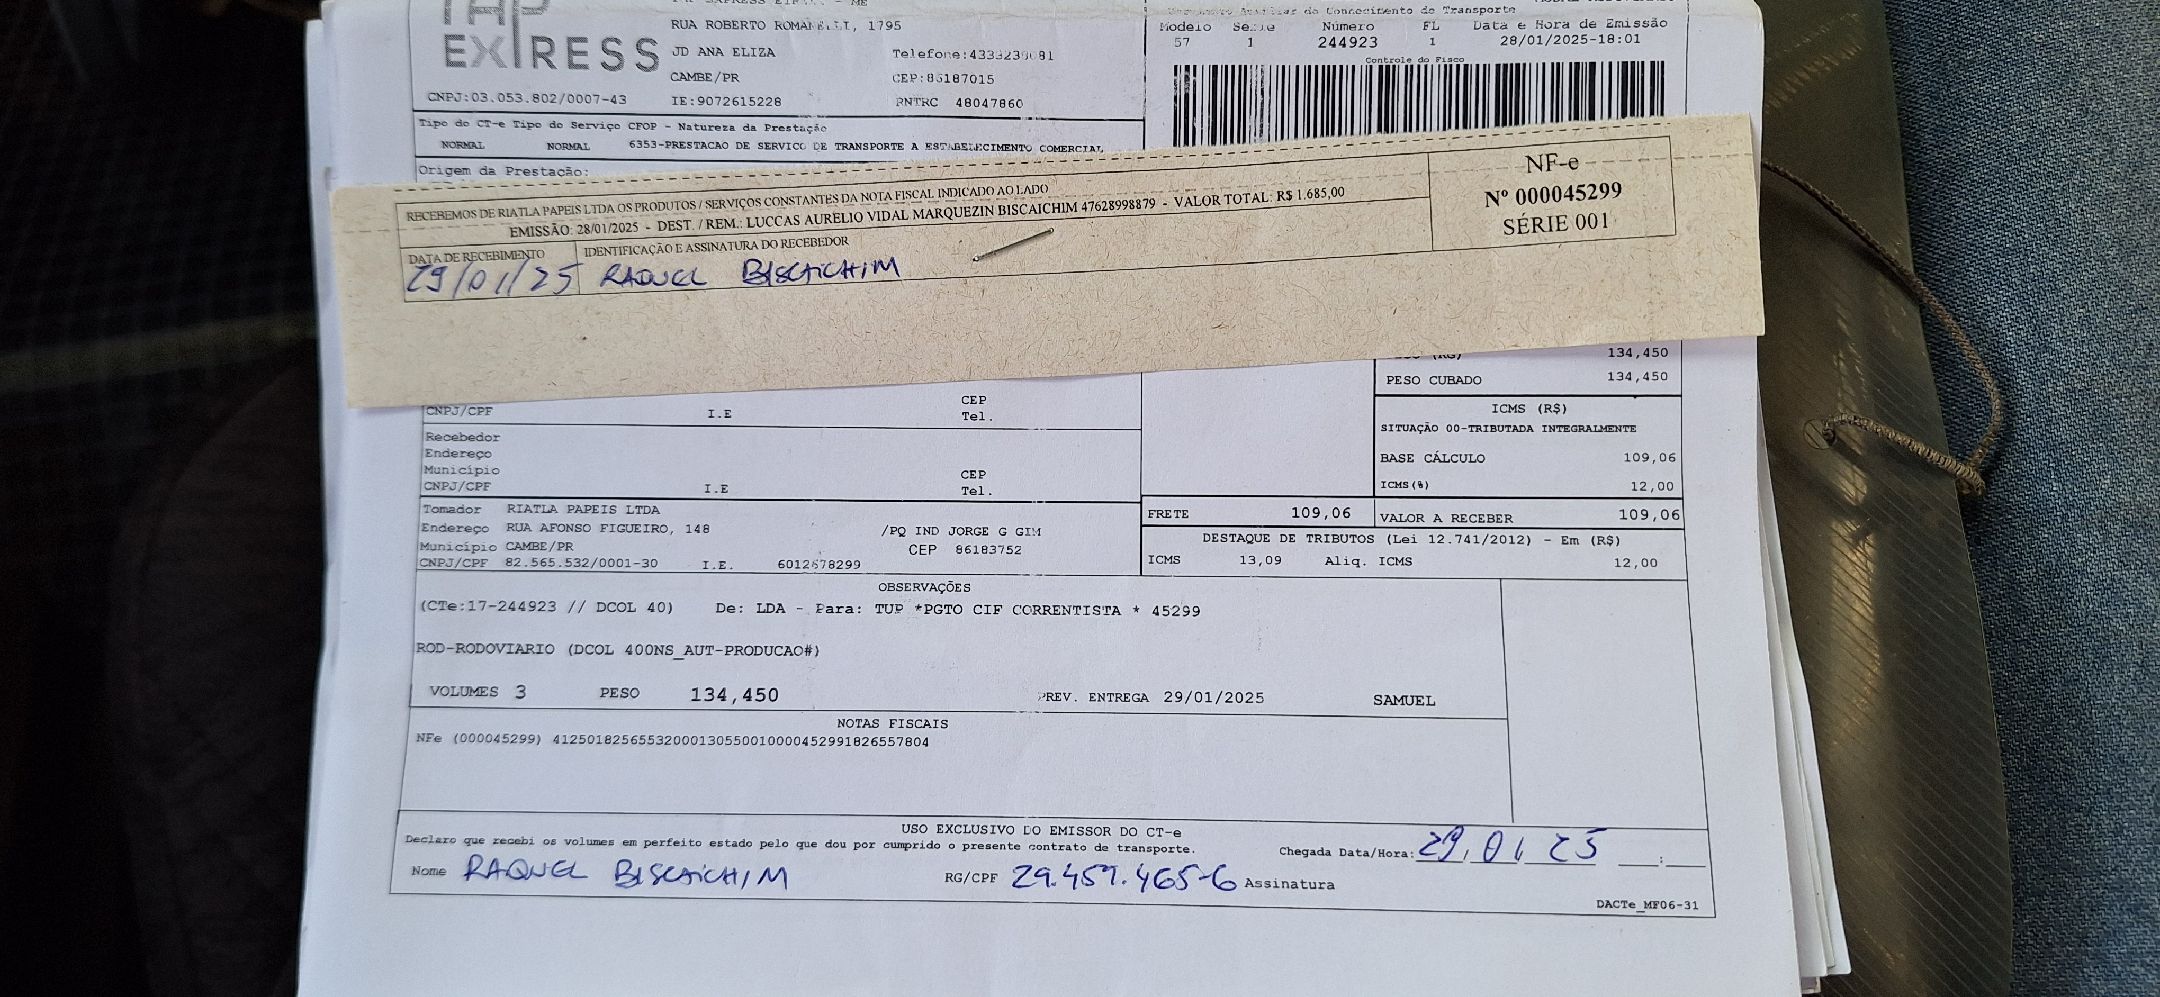 EXPRESS
RUA ROBERTO ROMANELLI, 1795
JD ANA ELIZA
CAMBE/PR CEP:86187015
CNPJ:03.053.802/0007-43 IE:9072615228 RNTRC 48047860
Documento Auxiliar do Conhecimento de Transporte
Modelo Série Número FL Data e Hora de Emissão
57 1 244923 1 28/01/2025-18:01
Controle do Fisco
Tipo do CT-e Tipo do Serviço CFOP - Natureza da Prestação
NORMAL NORMAL 6353-PRESTACAO DE SERVICO DE TRANSPORTE A ESTABELECIMENTO COMERCIAL
Origem da Prestação:
RECEBEMOS DE RIATLA PAPEIS LTDA OS PRODUTOS / SERVIÇOS CONSTANTES DA NOTA FISCAL INDICADO AO LADO
EMISSÃO: 28/01/2025 - DEST. / REM.: LUCCAS AURELIO VIDAL MARQUEZIN BISCAICHIM 47628998879 - VALOR TOTAL: R$ 1.685,00
DATA DE RECEBIMENTO IDENTIFICAÇÃO E ASSINATURA DO RECEBEDOR
29/01/25 RAQUEL BISCAICHIM
NF-e
Nº 000045299
SÉRIE 001
134,450
PESO CUBADO 134,450
CEP
CNPJ/CPF I.E Tel.
ICMS (R$)
SITUAÇÃO 00-TRIBUTADA INTEGRALMENTE
BASE CÁLCULO 109,06
ICMS(%) 12,00
Recebedor
Endereço
Município CEP
CNPJ/CPF I.E Tel.
Tomador RIATLA PAPEIS LTDA
Endereço RUA AFONSO FIGUEIRO, 148 /PQ IND JORGE G GIM
Município CAMBE/PR CEP 86183752
CNPJ/CPF 82.565.532/0001-30 I.E. 6012678299
FRETE 109,06 VALOR A RECEBER 109,06
DESTAQUE DE TRIBUTOS (Lei 12.741/2012) - Em (R$)
ICMS 13,09 Aliq. ICMS 12,00
OBSERVAÇÕES
(CTe:17-244923 // DCOL 40) De: LDA - Para: TUP *PGTO CIF CORRENTISTA * 45299
ROD-RODOVIARIO (DCOL 400NS_AUT-PRODUCAO#)
VOLUMES 3 PESO 134,450 PREV. ENTREGA 29/01/2025 SAMUEL
NOTAS FISCAIS
NFe (000045299) 41250182565532000130550010000452991826557804
USO EXCLUSIVO DO EMISSOR DO CT-e
Declaro que recebi os volumes em perfeito estado pelo que dou por cumprido o presente contrato de transporte. Chegada Data/Hora: 29, 01, 25 :
Nome RAQUEL BISCAICHIM RG/CPF 29.459.465-6 Assinatura
DACTe_MF06-31